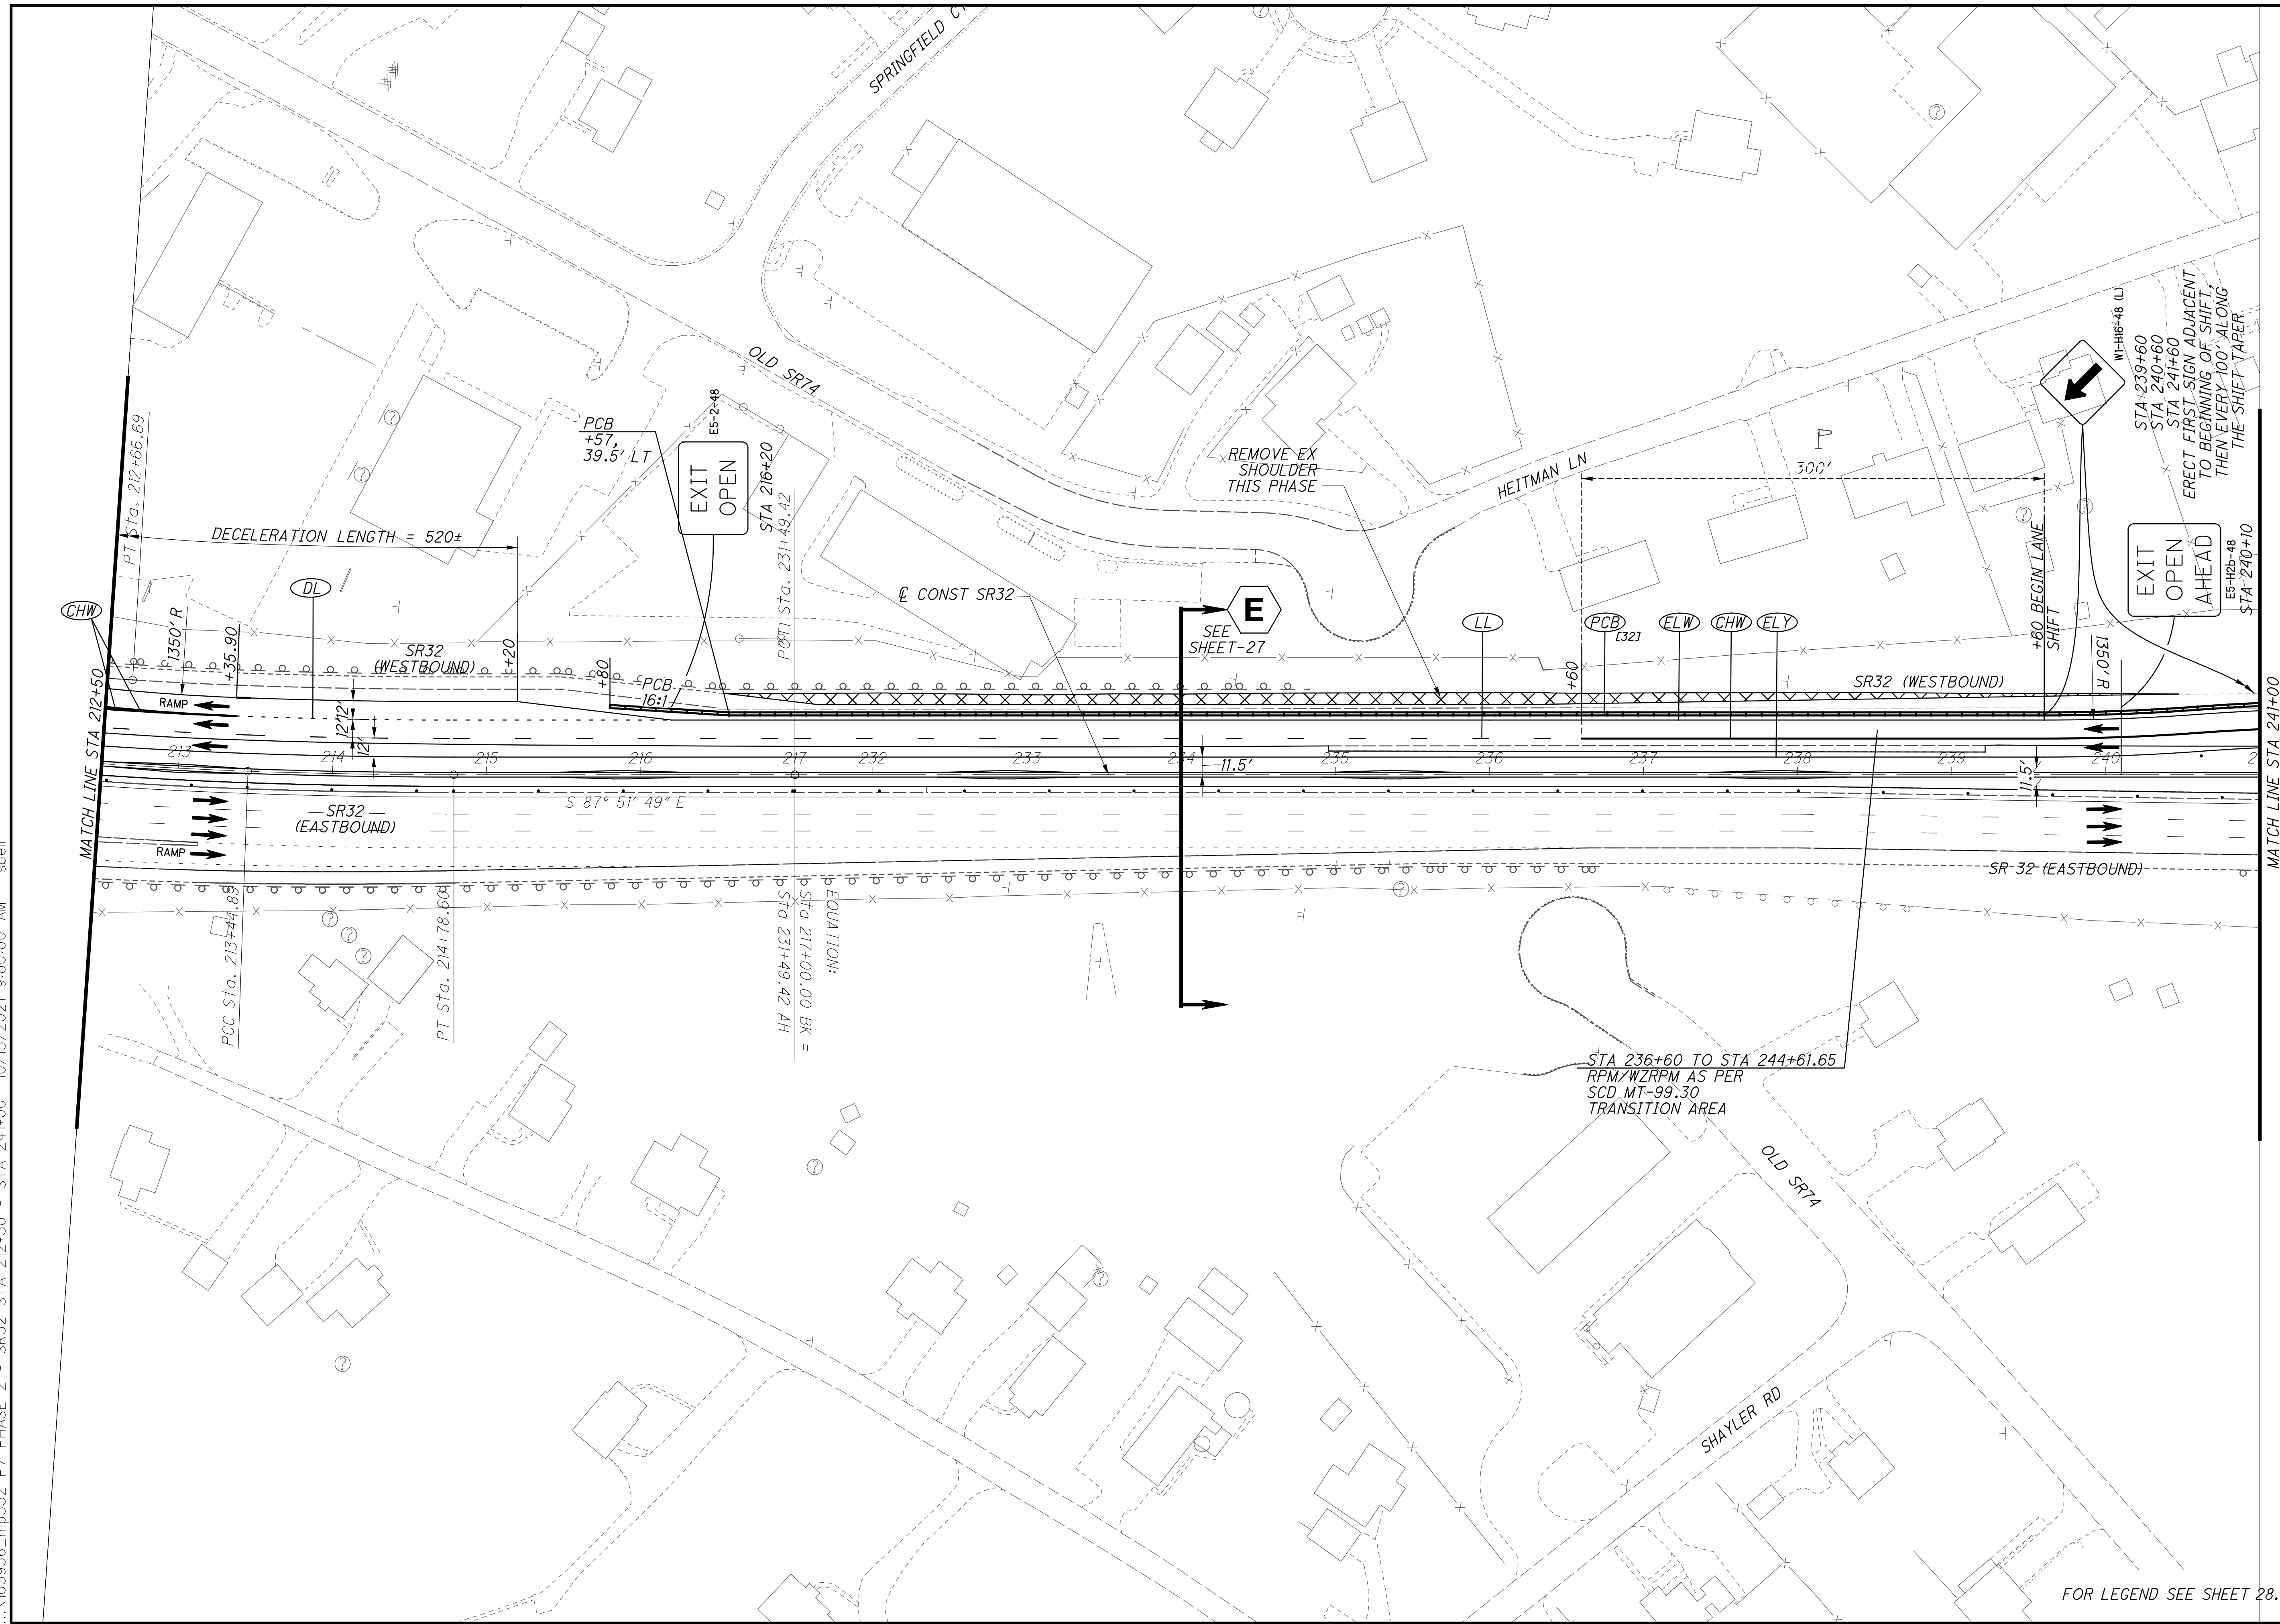 SPRINGFIELD
OLD SR74
E5-2-48
EXIT
OPEN
STA 216+20
PCB
+57,
39.5' LT
PT Sta. 212+66.69
DECELERATION LENGTH = 520±
DL
CHW
1350' R
+35.90
SR32
(WESTBOUND)
+20
+80
PCB
16:1
RAMP
12'
12'
12'
MATCH LINE STA 212+50
POT Sta. 231+49.42
REMOVE EX
SHOULDER
THIS PHASE
HEITMAN LN
300'
℄ CONST SR32
E
SEE
SHEET-27
LL
PCB
[32]
ELW
CHW
ELY
+60
+60 BEGIN LANE
SHIFT
1350' R
SR32 (WESTBOUND)
W1-H16-48 (L)
STA 239+60
STA 240+60
STA 241+60
ERECT FIRST SIGN ADJACENT
TO BEGINNING OF SHIFT,
THEN EVERY 100' ALONG
THE SHIFT TAPER
EXIT
OPEN
AHEAD
E5-H2b-48
STA 240+10
MATCH LINE STA 241+00
213
214
215
216
217
232
233
234
235
236
237
238
239
240
11.5'
11.5'
SR32
(EASTBOUND)
S 87° 51' 49" E
RAMP
SR 32 (EASTBOUND)
PCC Sta. 213+44.89
PT Sta. 214+78.60
EQUATION:
Sta 217+00.00 BK =
Sta 231+49.42 AH
STA 236+60 TO STA 244+61.65
RPM/WZRPM AS PER
SCD MT-99.30
TRANSITION AREA
OLD SR74
SHAYLER RD
FOR LEGEND SEE SHEET 28.